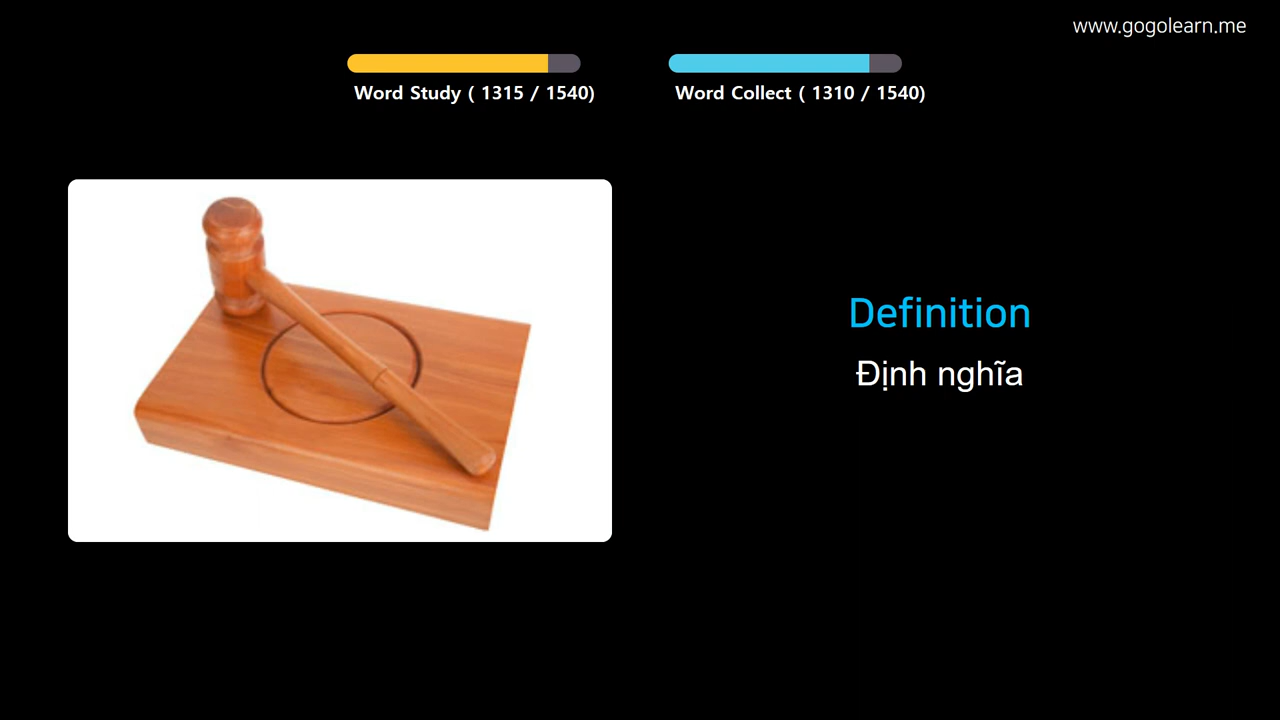 www.gogolearn.me
Word Study ( 1315 / 1540)
Word Collect ( 1310 / 1540)
Definition
Định nghĩa